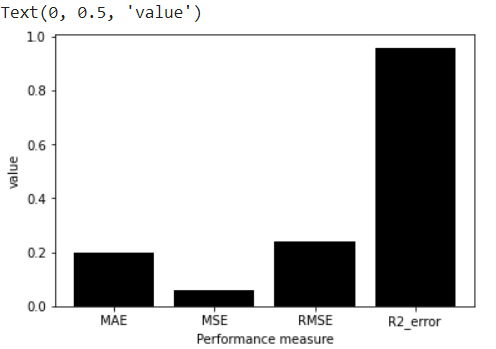 Text(0, 0.5, 'value')
1.0
0.8
0.6
0.4
0.2
0.0
value
MAE MSE RMSE R2_error
Performance measure